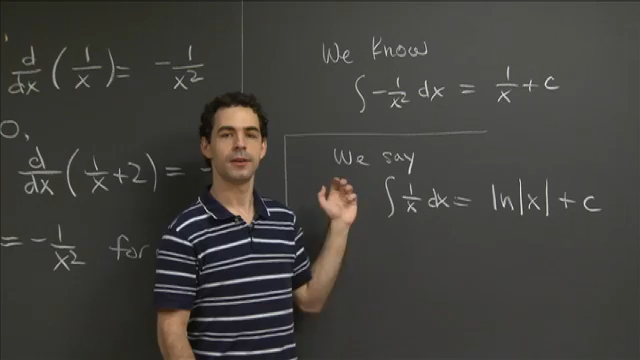 d/dx (1/x) = -1/x²
0,
d/dx (1/x + 2) = -
= -1/x² for
We Know
∫ -1/x² dx = 1/x + c
We say
∫ 1/x dx = ln|x| + c